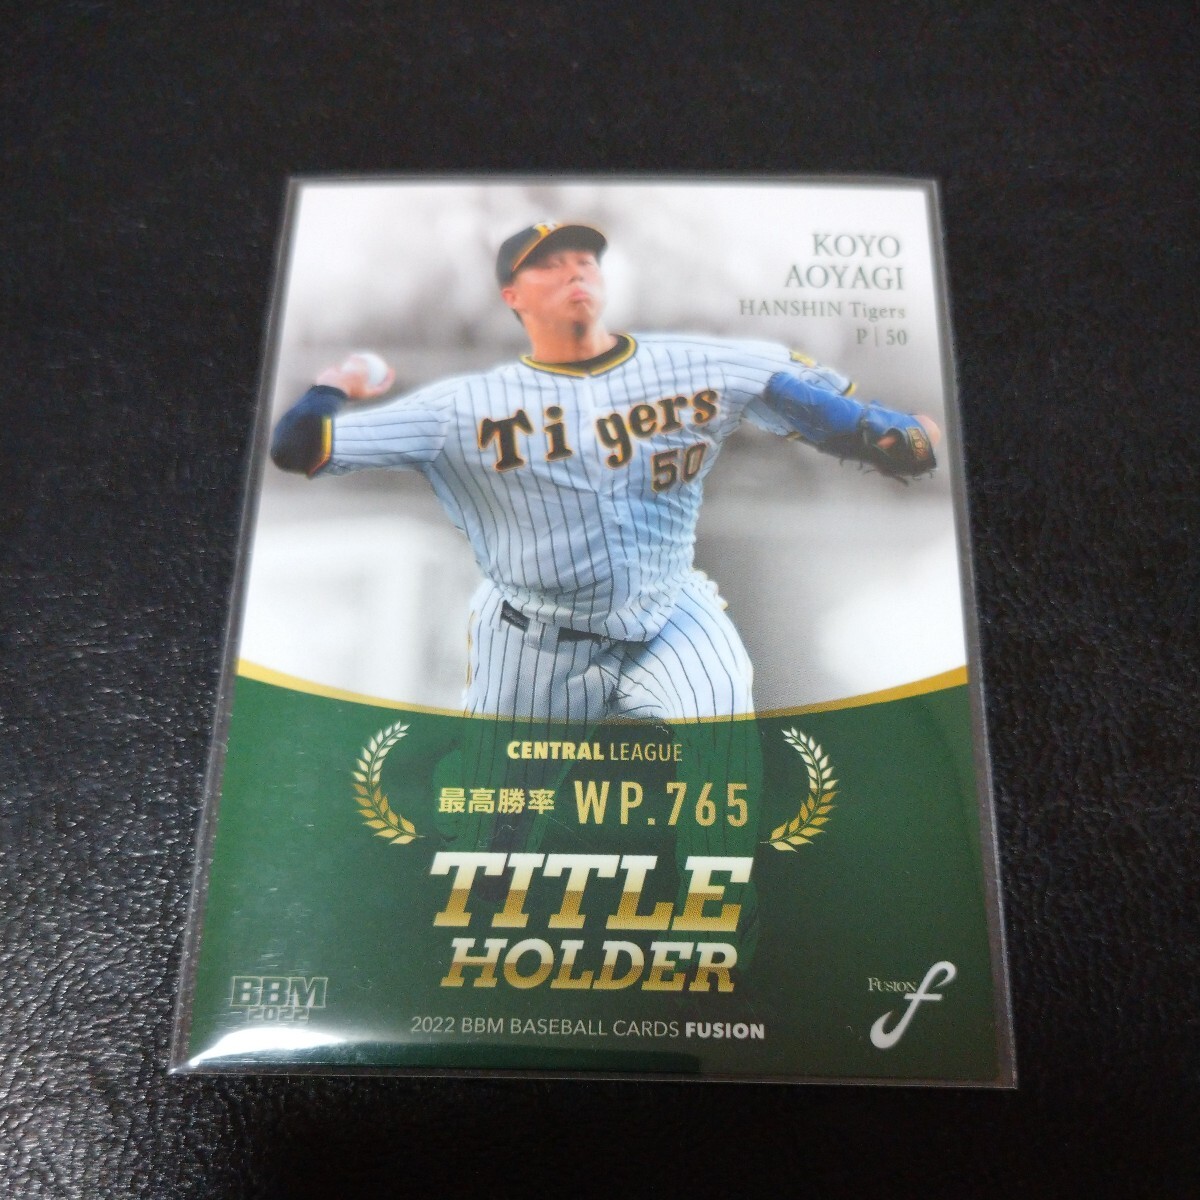 KOYO
AOYAGI
HANSHIN Tigers
P | 50
Tigers
50
CENTRAL LEAGUE
最高勝率 WP.765
TITLE
HOLDER
BBM
2022
FUSION f
2022 BBM BASEBALL CARDS FUSION